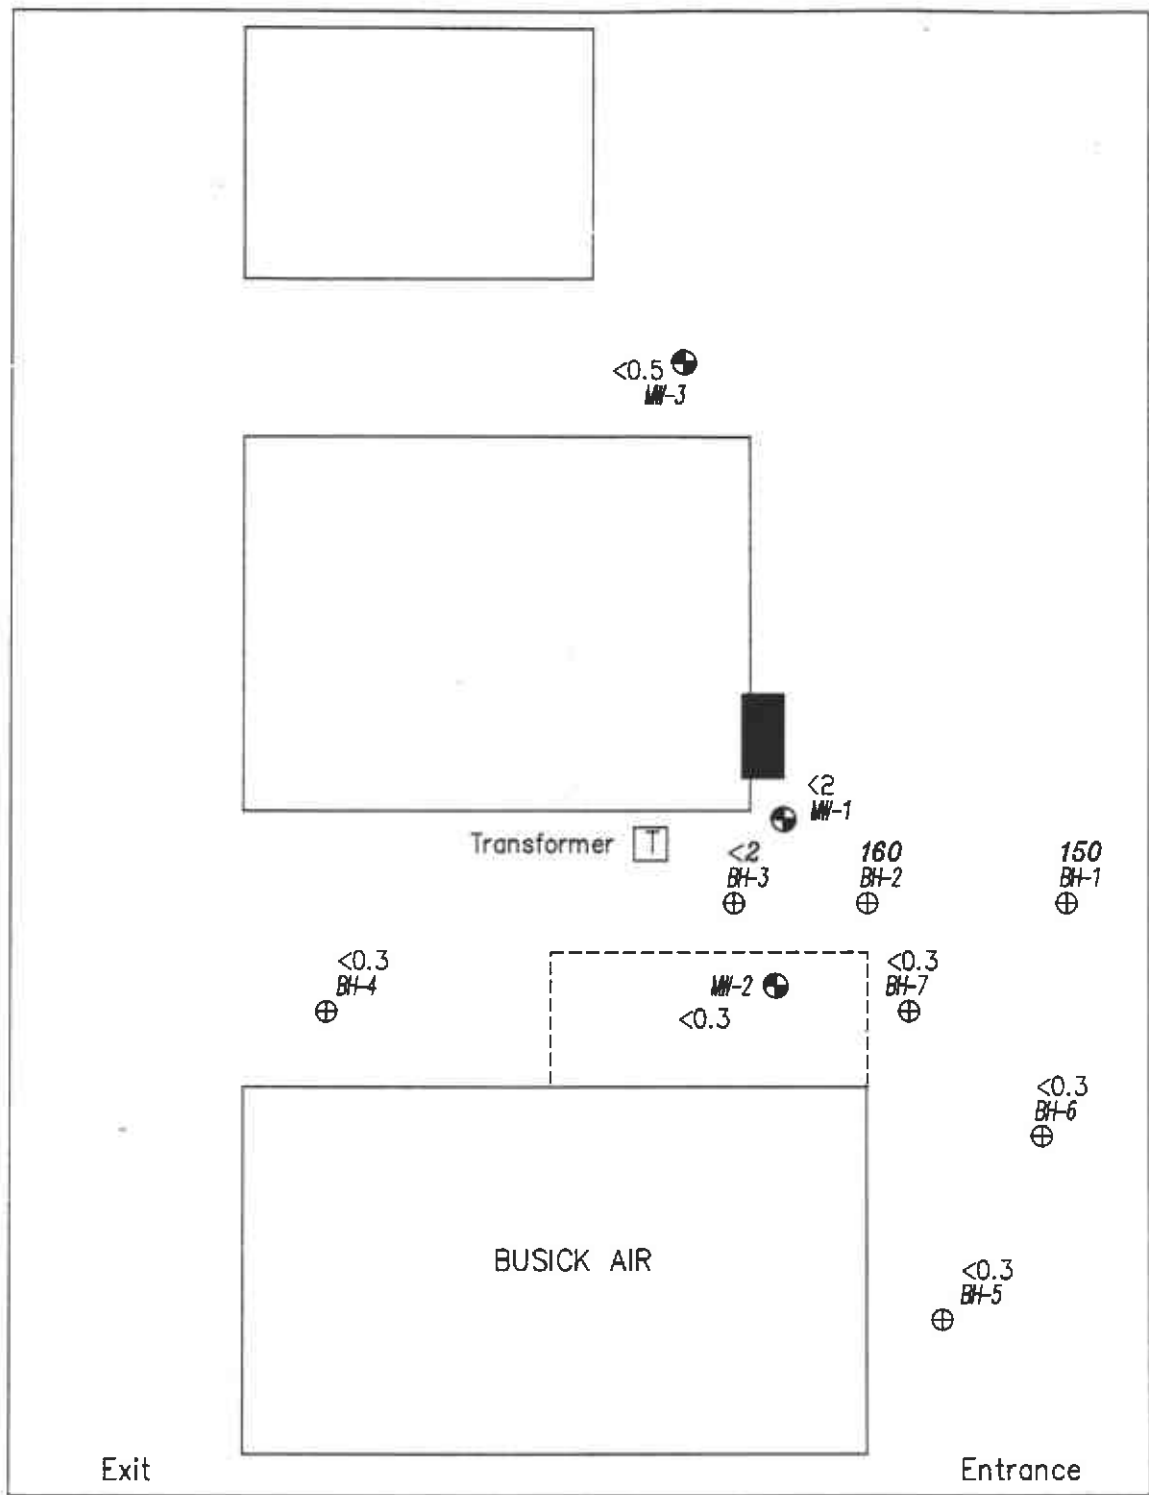 <0.5
MW-3
<2
MW-1
Transformer T
<2
BH-3
160
BH-2
150
BH-1
<0.3
BH-4
MW-2
<0.3
<0.3
BH-7
<0.3
BH-6
BUSICK AIR
<0.3
BH-5
Exit
Entrance